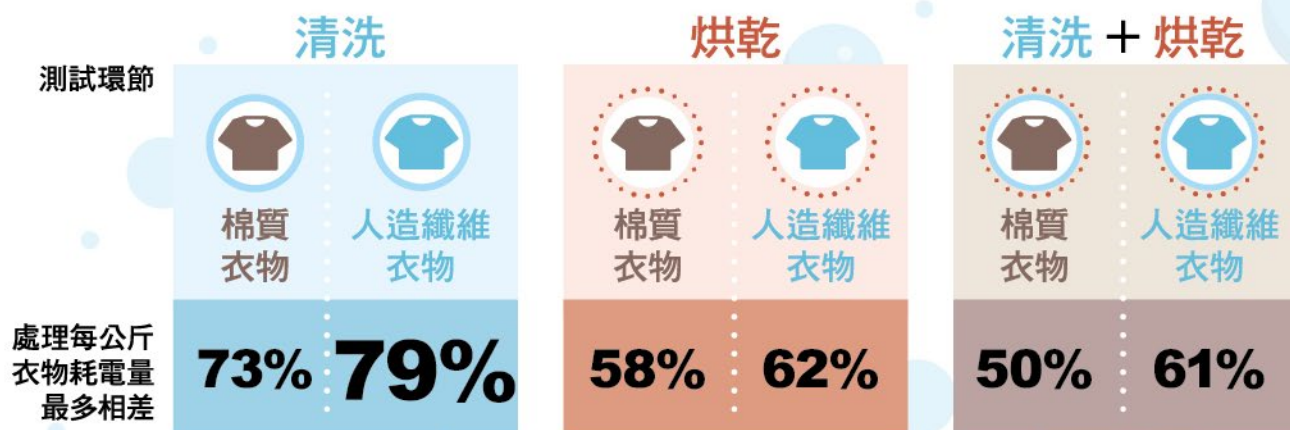 清洗
烘乾
清洗+烘乾
測試環節
棉質
衣物
人造纖維
衣物
棉質
衣物
人造纖維
衣物
棉質
衣物
人造纖維
衣物
處理每公斤
衣物耗電量
最多相差
73%
79%
58%
62%
50%
61%